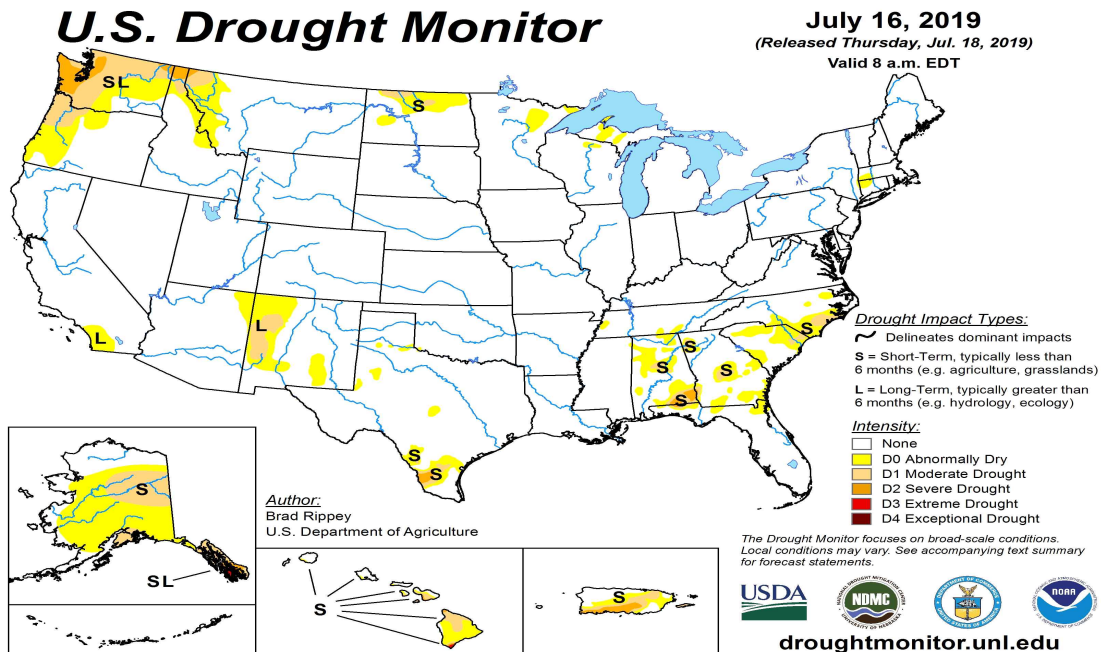 U.S. Drought Monitor
July 16, 2019
(Released Thursday, Jul. 18, 2019)
Valid 8 a.m. EDT
SL
S
L
L
S
S
S
S
S
S
S
S
SL
S
S
Author:
Brad Rippey
U.S. Department of Agriculture
Drought Impact Types:
Delineates dominant impacts
S = Short-Term, typically less than
6 months (e.g. agriculture, grasslands)
L = Long-Term, typically greater than
6 months (e.g. hydrology, ecology)
Intensity:
None
D0 Abnormally Dry
D1 Moderate Drought
D2 Severe Drought
D3 Extreme Drought
D4 Exceptional Drought
The Drought Monitor focuses on broad-scale conditions.
Local conditions may vary. See accompanying text summary
for forecast statements.
USDA
NDMC
NOAA
droughtmonitor.unl.edu